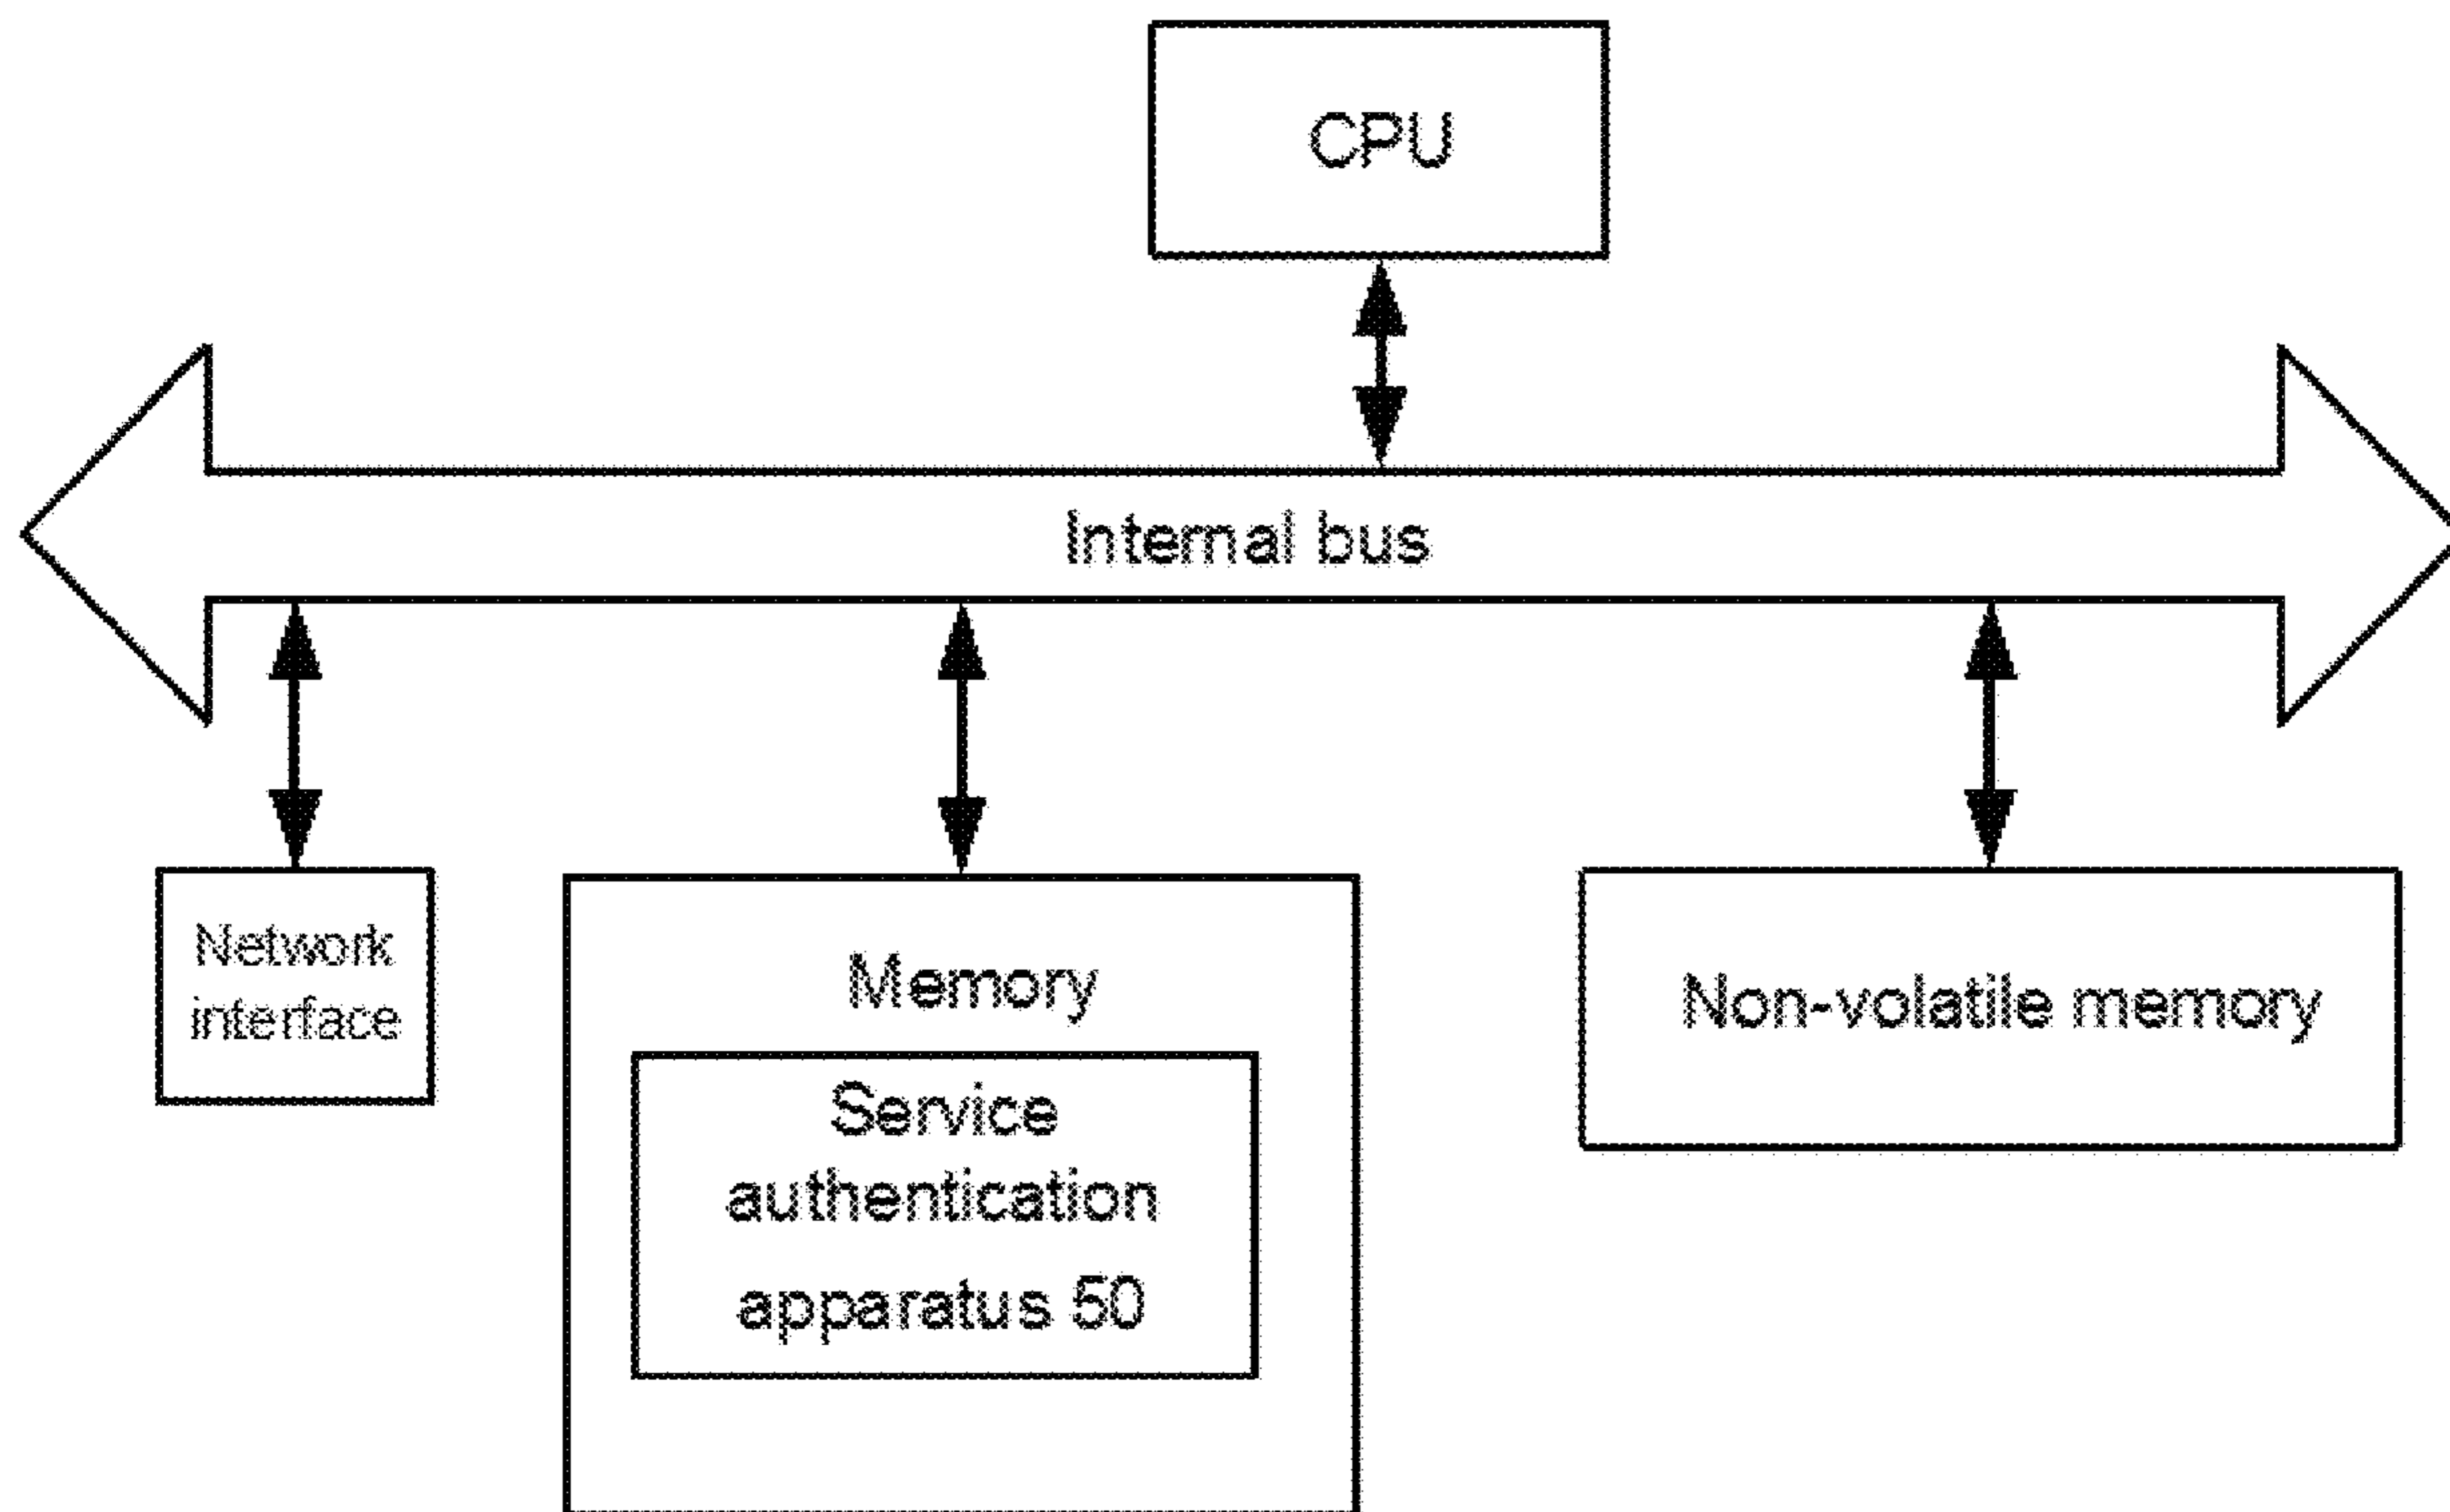 CPU
Internal bus
Network
interface
Memory
Service
authentication
apparatus 50
Non-volatile memory